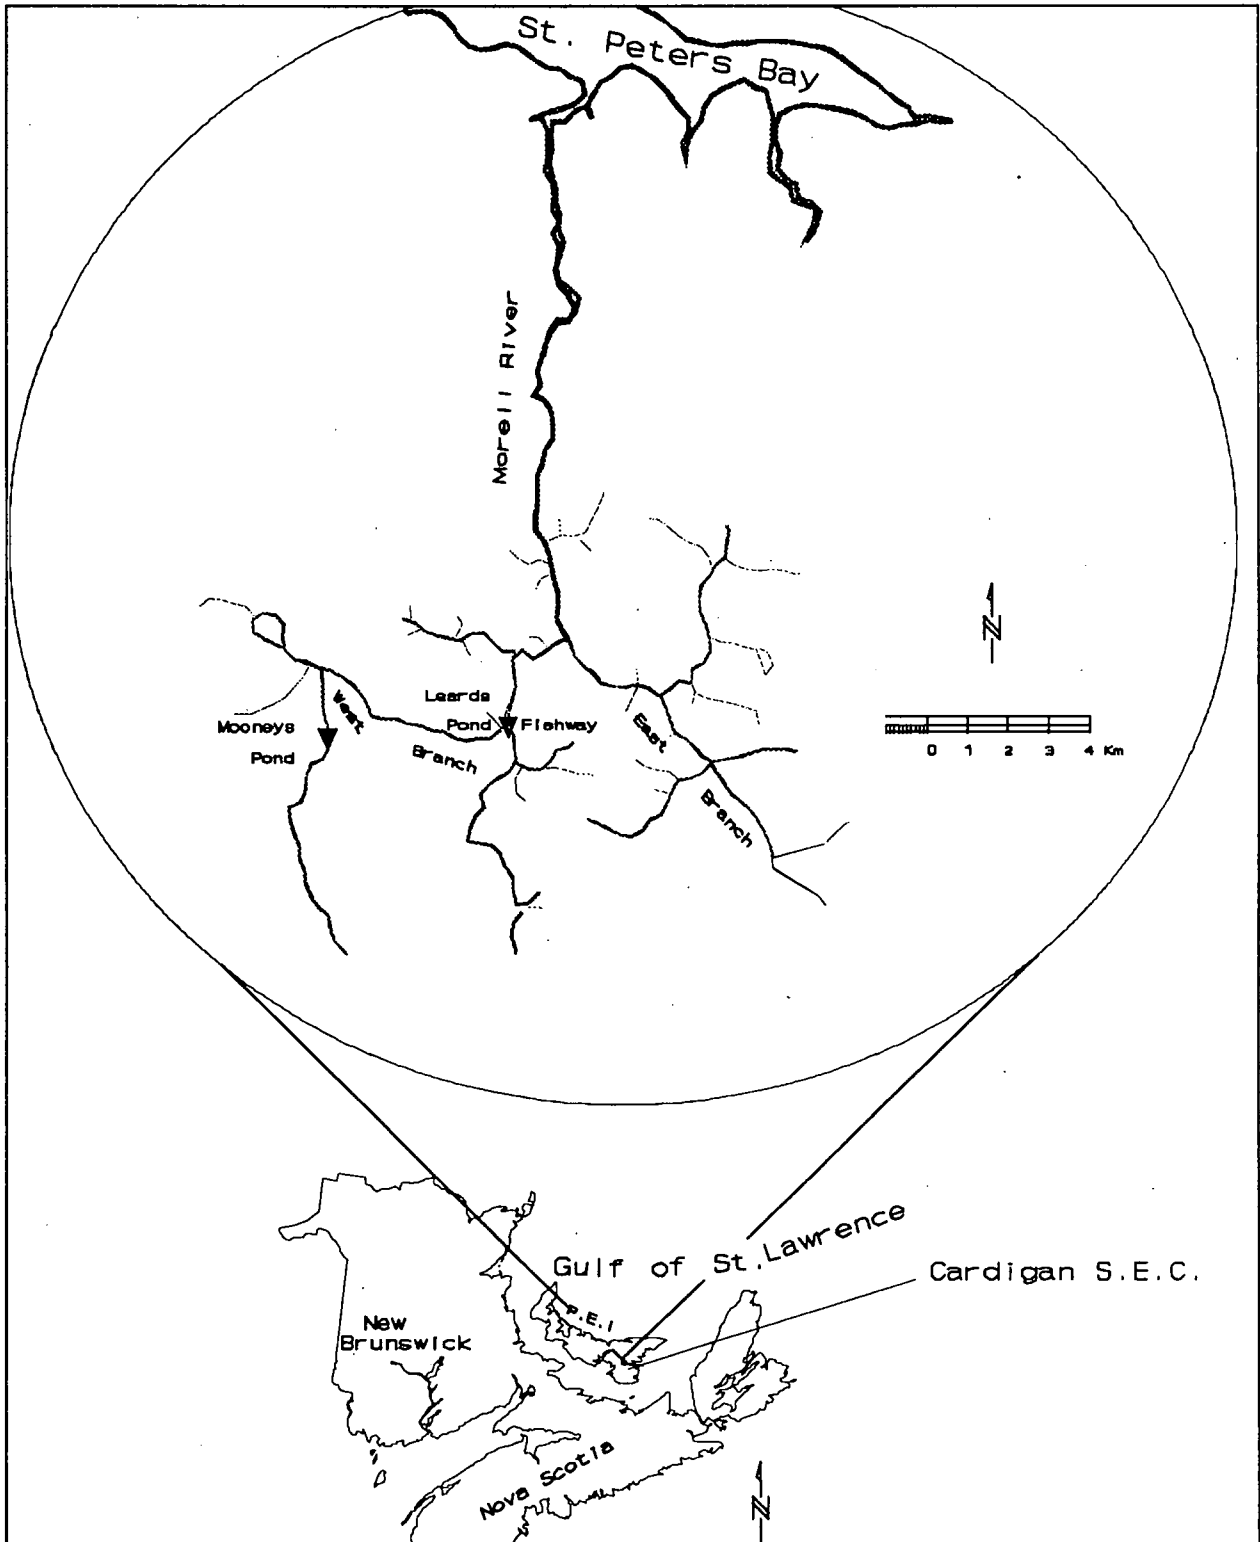 St. Peters Bay
Morell River
N
Leards
Pond
Fishway
Mooneys
Pond
West
Branch
East
Branch
0 1 2 3 4 Km
Gulf of St. Lawrence
Cardigan S.E.C.
P.E.I
New
Brunswick
Nova Scotia
N